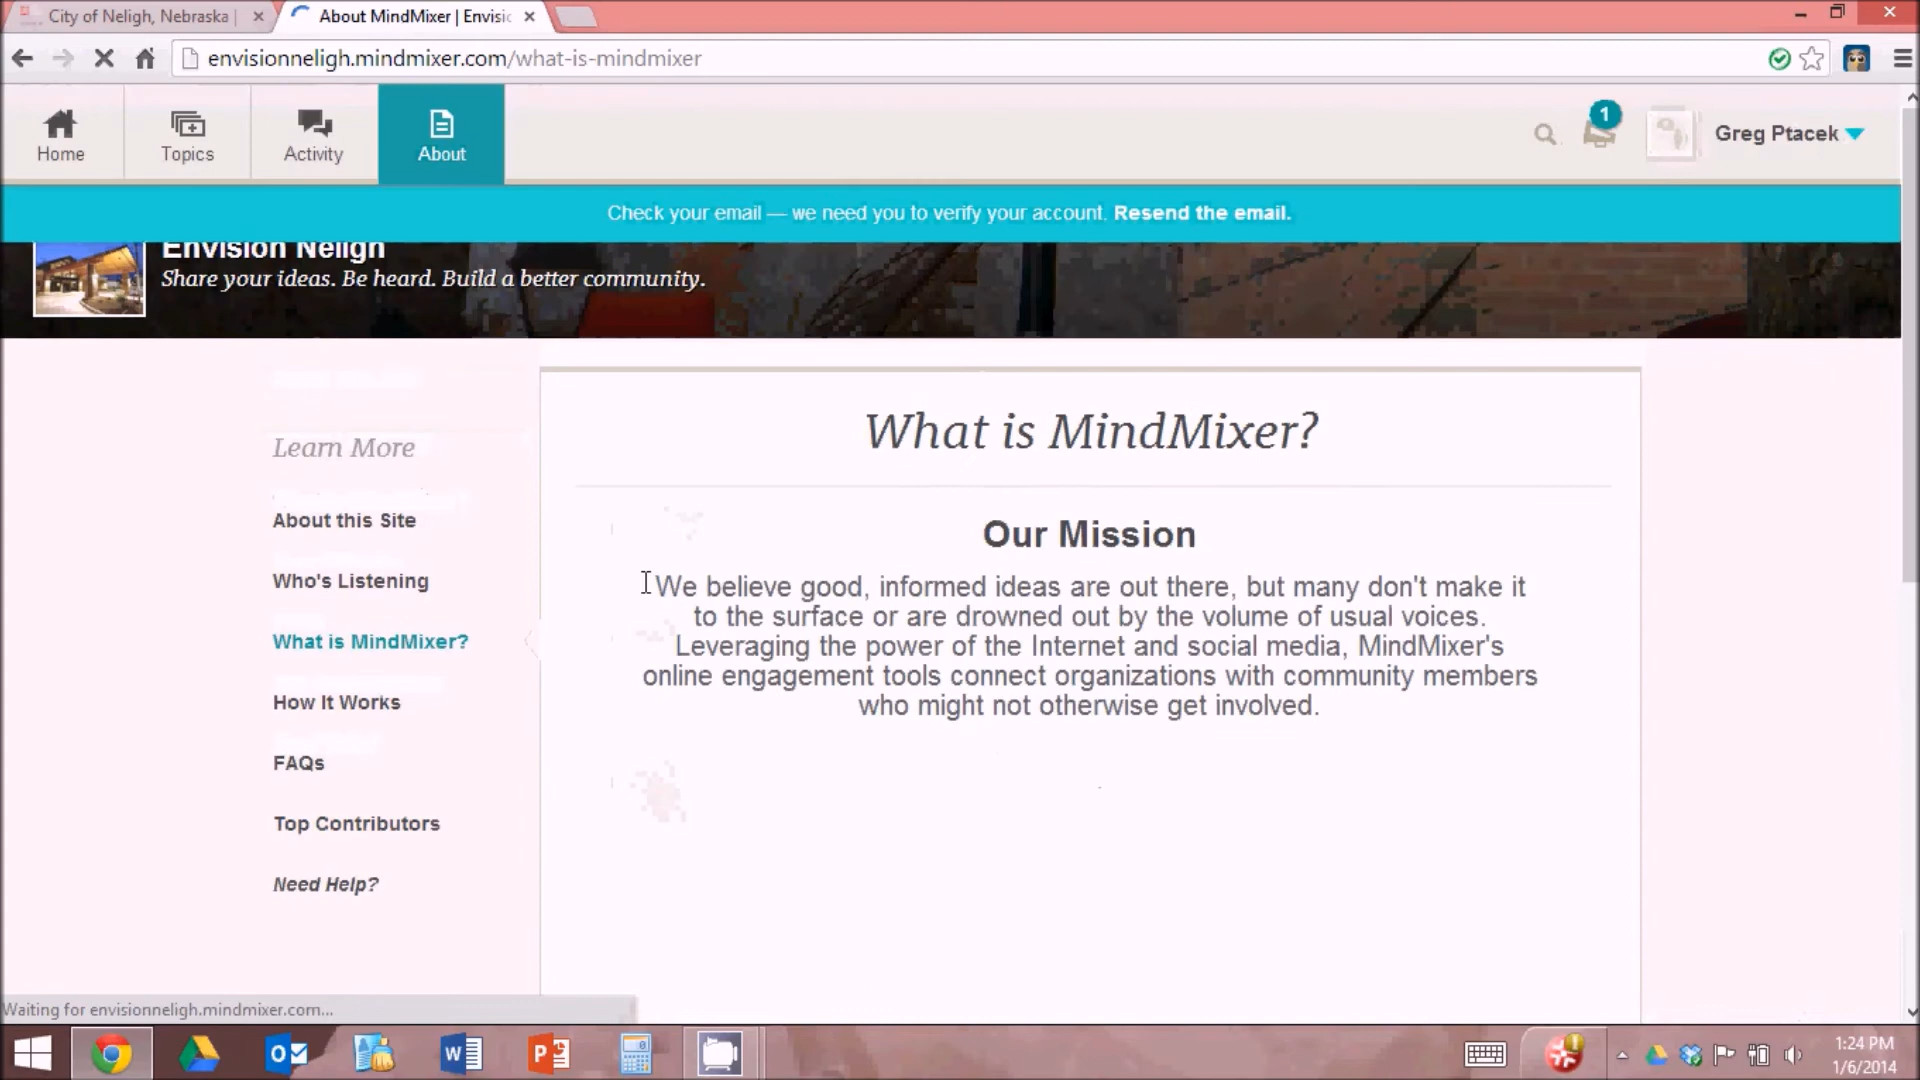 City of Neligh, Nebraska |
About MindMixer | Envisio
envisionneligh.mindmixer.com/what-is-mindmixer
Home
Topics
Activity
About
1
Greg Ptacek
Check your email — we need you to verify your account. Resend the email.
Envision Neligh
Share your ideas. Be heard. Build a better community.
Learn More
About this Site
Who's Listening
What is MindMixer?
How It Works
FAQs
Top Contributors
Need Help?
What is MindMixer?
Our Mission
We believe good, informed ideas are out there, but many don't make it
to the surface or are drowned out by the volume of usual voices.
Leveraging the power of the Internet and social media, MindMixer's
online engagement tools connect organizations with community members
who might not otherwise get involved.
Waiting for envisionneligh.mindmixer.com...
1:24 PM
1/6/2014